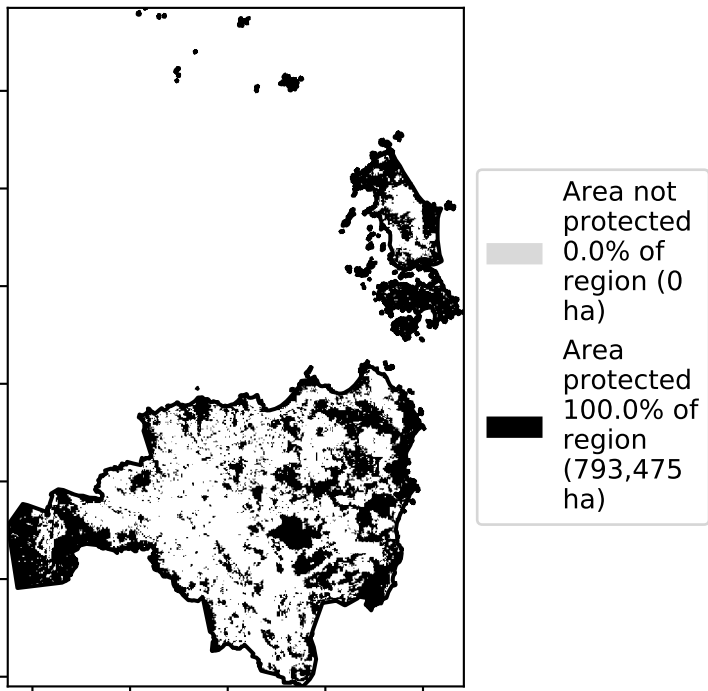 Area not
protected
0.0% of
region (0
ha)
Area
protected
100.0% of
region
(793,475
ha)